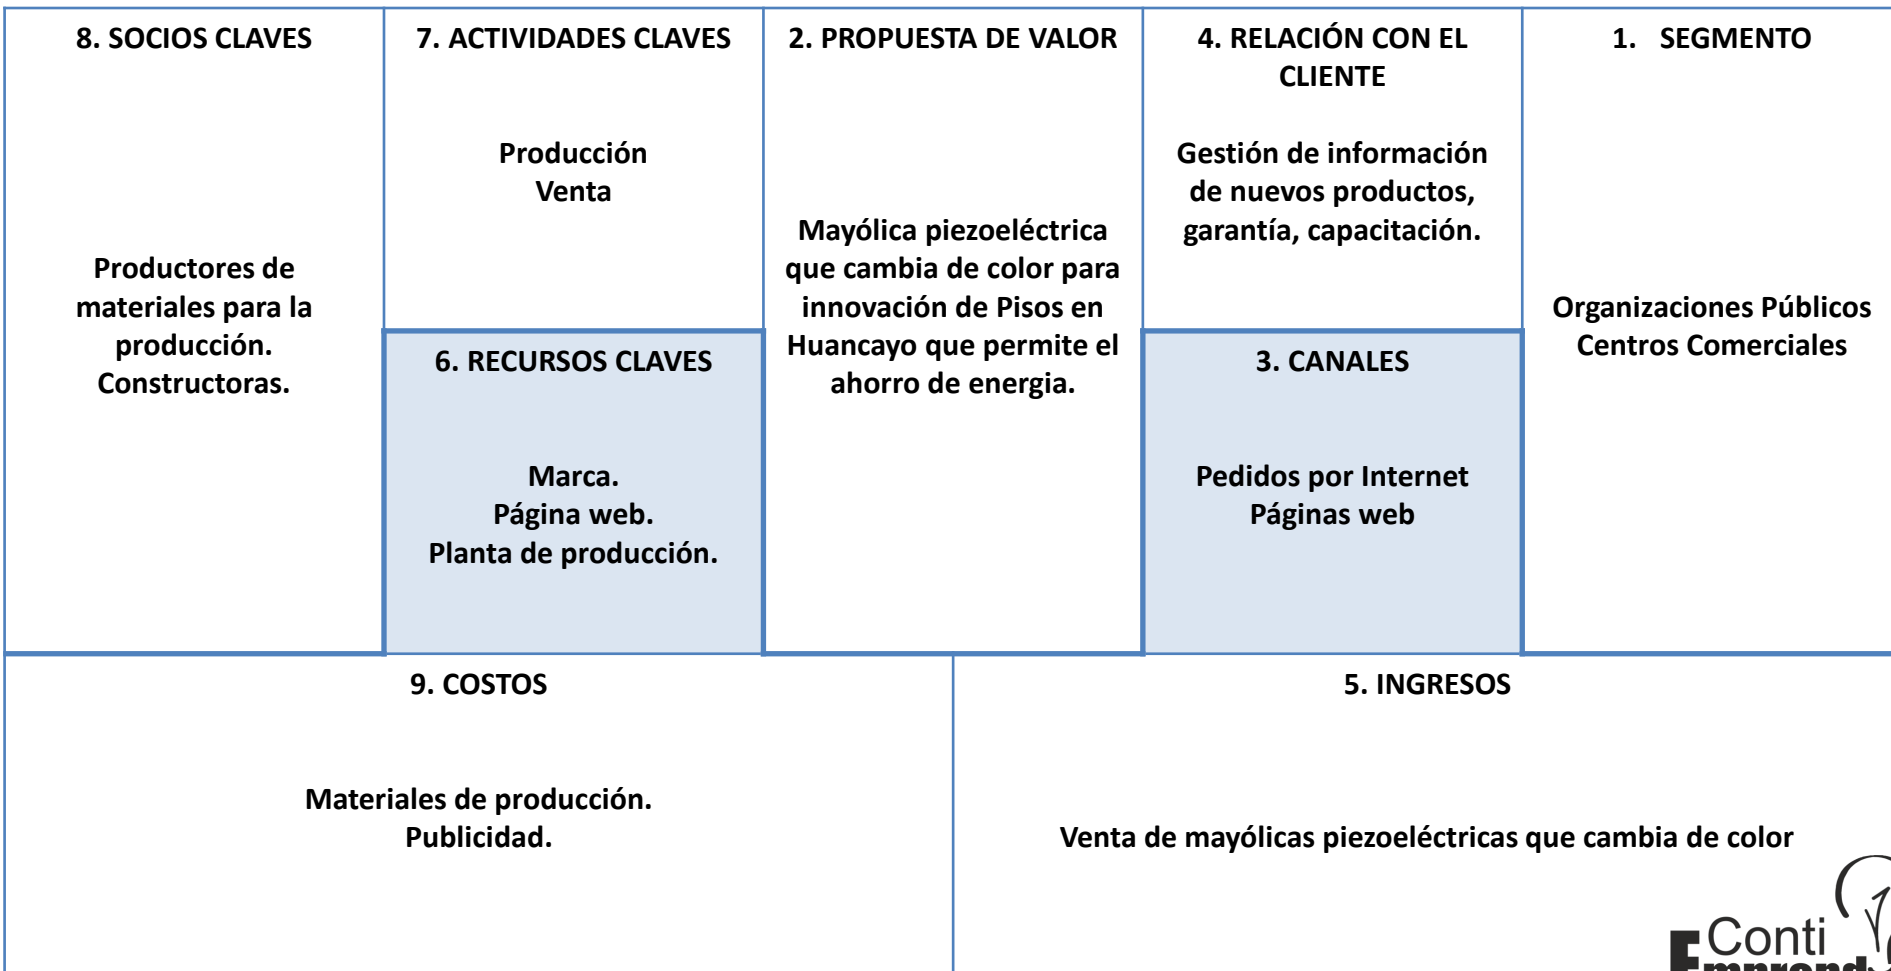 8. SOCIOS CLAVES
Productores de
materiales para la
producción.
Constructoras.
7. ACTIVIDADES CLAVES
Producción
Venta
6. RECURSOS CLAVES
Marca.
Página web.
Planta de producción.
2. PROPUESTA DE VALOR
Mayólica piezoeléctrica
que cambia de color para
innovación de Pisos en
Huancayo que permite el
ahorro de energia.
4. RELACIÓN CON EL
CLIENTE
Gestión de información
de nuevos productos,
garantía, capacitación.
3. CANALES
Pedidos por Internet
Páginas web
1. SEGMENTO
Organizaciones Públicos
Centros Comerciales
9. COSTOS
Materiales de producción.
Publicidad.
5. INGRESOS
Venta de mayólicas piezoeléctricas que cambia de color
Conti